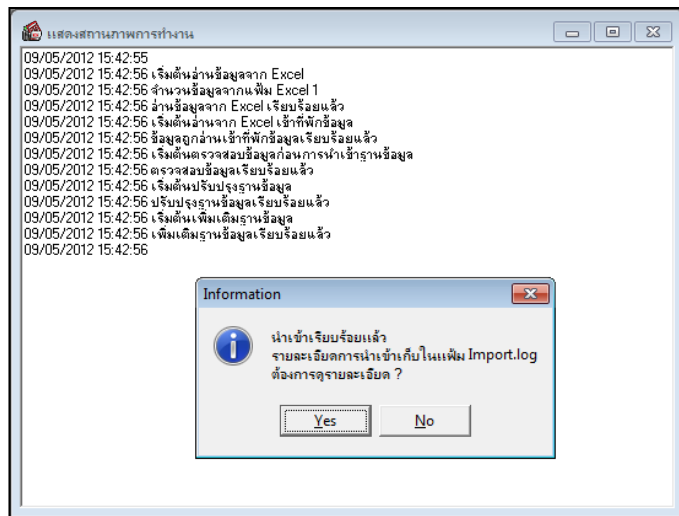 แสดงสถานภาพการทำงาน
09/05/2012 15:42:55
09/05/2012 15:42:56 เริ่มต้นอ่านข้อมูลจาก Excel
09/05/2012 15:42:56 จำนวนข้อมูลจากแฟ้ม Excel 1
09/05/2012 15:42:56 อ่านข้อมูลจาก Excel เรียบร้อยแล้ว
09/05/2012 15:42:56 เริ่มต้นอ่านจาก Excel เข้าที่พักข้อมูล
09/05/2012 15:42:56 ข้อมูลถูกอ่านเข้าที่พักข้อมูลเรียบร้อยแล้ว
09/05/2012 15:42:56 เริ่มต้นตรวจสอบข้อมูลก่อนการนำเข้าฐานข้อมูล
09/05/2012 15:42:56 ตรวจสอบข้อมูลเรียบร้อยแล้ว
09/05/2012 15:42:56 เริ่มต้นปรับปรุงฐานข้อมูล
09/05/2012 15:42:56 ปรับปรุงฐานข้อมูลเรียบร้อยแล้ว
09/05/2012 15:42:56 เริ่มต้นเพิ่มเติมฐานข้อมูล
09/05/2012 15:42:56 เพิ่มเติมฐานข้อมูลเรียบร้อยแล้ว
09/05/2012 15:42:56
Information
นำเข้าเรียบร้อยแล้ว
รายละเอียดการนำเข้าเก็บในแฟ้ม Import.log
ต้องการดูรายละเอียด ?
Yes No